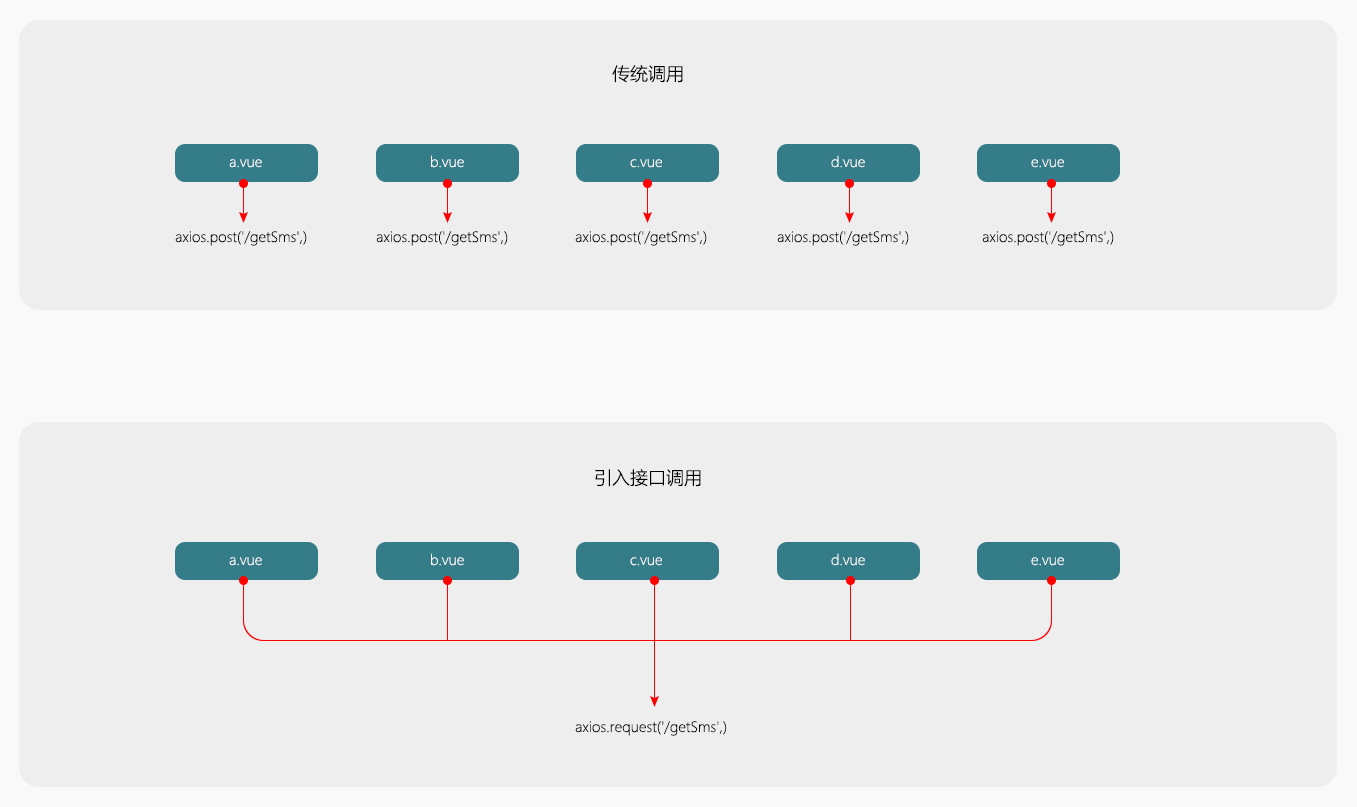 传统调用
a.vue b.vue c.vue d.vue e.vue
axios.post('/getSms',) axios.post('/getSms',) axios.post('/getSms',) axios.post('/getSms',) axios.post('/getSms',)
引入接口调用
a.vue b.vue c.vue d.vue e.vue
axios.request('/getSms',)